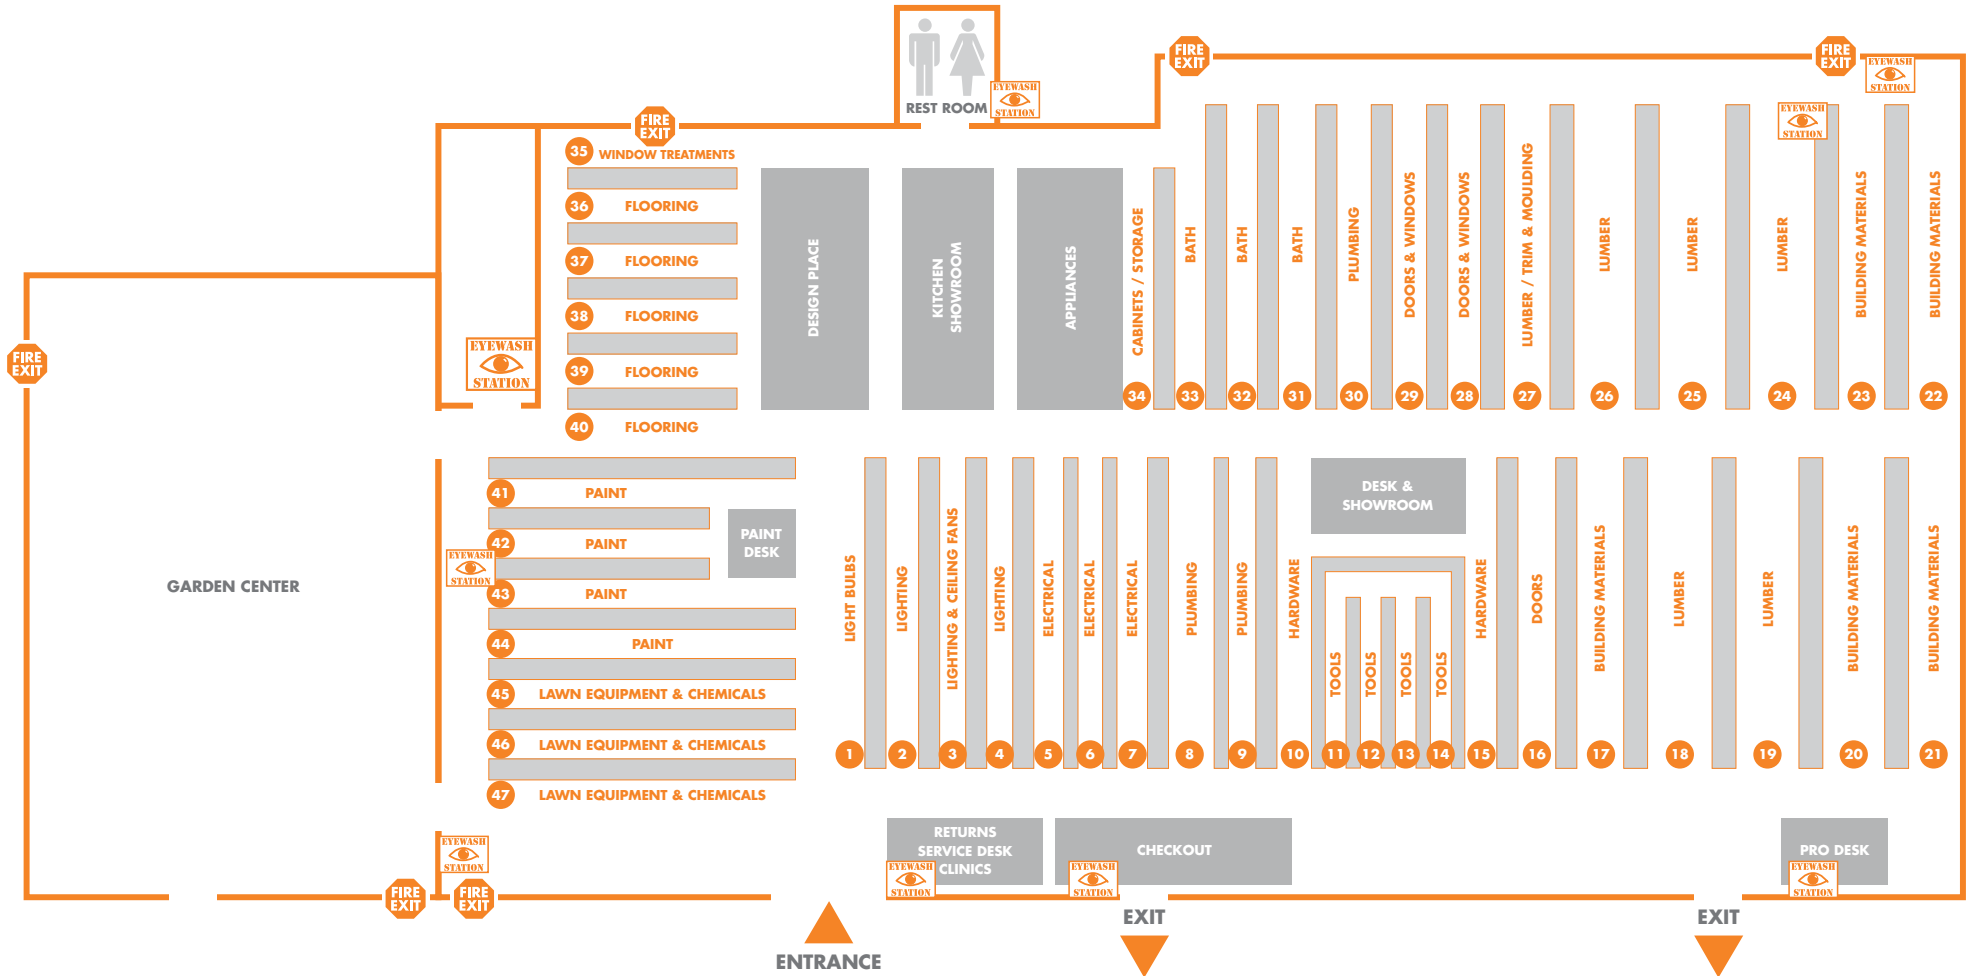 FIRE
EXIT
FIRE
EXIT
EYEWASH
STATION
REST ROOM
EYEWASH
STATION
EYEWASH
STATION
FIRE
EXIT
35 WINDOW TREATMENTS
36 FLOORING
37 FLOORING
38 FLOORING
39 FLOORING
40 FLOORING
EYEWASH
STATION
FIRE
EXIT
DESIGN PLACE
KITCHEN
SHOWROOM
APPLIANCES
CABINETS / STORAGE
34
BATH
33
BATH
32
BATH
31
PLUMBING
30
DOORS & WINDOWS
29
DOORS & WINDOWS
28
LUMBER / TRIM & MOULDING
27
LUMBER
26
LUMBER
25
LUMBER
24
BUILDING MATERIALS
23
BUILDING MATERIALS
22
GARDEN CENTER
41 PAINT
42 PAINT
EYEWASH
STATION
43 PAINT
44 PAINT
45 LAWN EQUIPMENT & CHEMICALS
46 LAWN EQUIPMENT & CHEMICALS
47 LAWN EQUIPMENT & CHEMICALS
PAINT
DESK
LIGHT BULBS
1
LIGHTING
2
LIGHTING & CEILING FANS
3
LIGHTING
4
ELECTRICAL
5
ELECTRICAL
6
ELECTRICAL
7
PLUMBING
8
PLUMBING
9
HARDWARE
10
DESK &
SHOWROOM
TOOLS
11
TOOLS
12
TOOLS
13
TOOLS
14
HARDWARE
15
DOORS
16
BUILDING MATERIALS
17
LUMBER
18
LUMBER
19
BUILDING MATERIALS
20
BUILDING MATERIALS
21
EYEWASH
STATION
FIRE
EXIT
FIRE
EXIT
RETURNS
SERVICE DESK
CLINICS
EYEWASH
STATION
CHECKOUT
EYEWASH
STATION
PRO DESK
EYEWASH
STATION
ENTRANCE
EXIT
EXIT